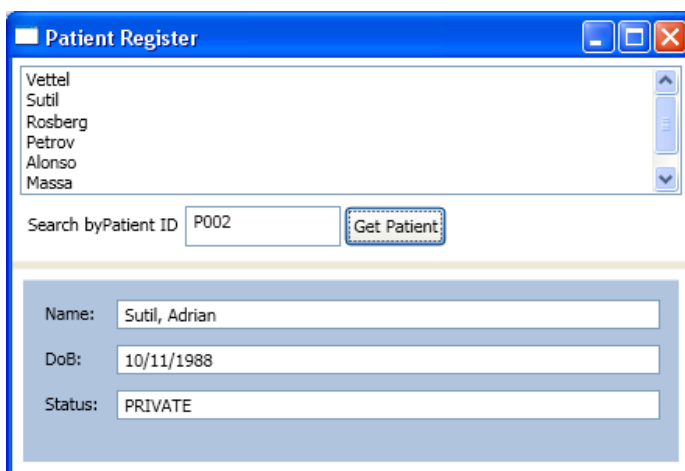 Patient Register
Vettel
Sutil
Rosberg
Petrov
Alonso
Massa
Search byPatient ID P002 Get Patient
Name: Sutil, Adrian
DoB: 10/11/1988
Status: PRIVATE